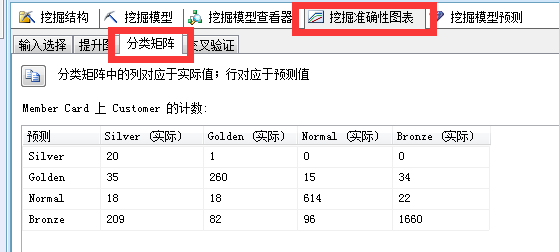 挖掘结构 挖掘模型 挖掘模型查看器 挖掘准确性图表 挖掘模型预测
输入选择 提升图 分类矩阵 交叉验证
分类矩阵中的列对应于实际值；行对应于预测值
Member Card 上 Customer 的计数:
预测 Silver (实际) Golden (实际) Normal (实际) Bronze (实际)
Silver 20 1 0 0
Golden 35 260 15 34
Normal 18 18 614 22
Bronze 209 82 96 1660